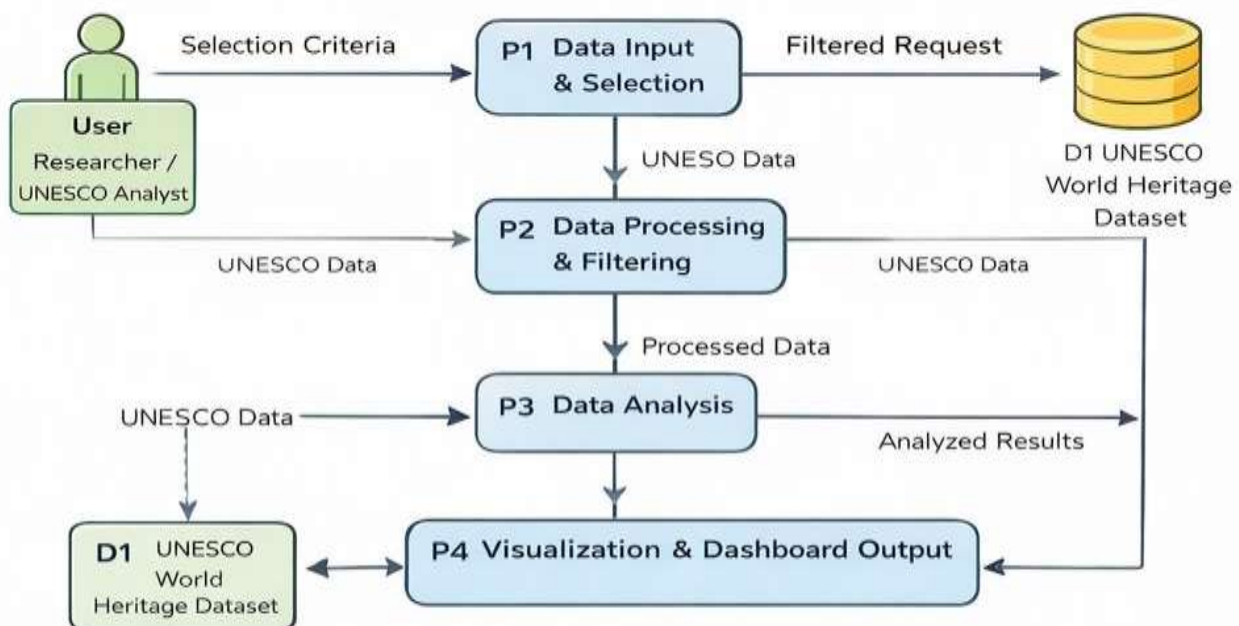 Selection Criteria
P1 Data Input
& Selection
Filtered Request
User
Researcher /
UNESCO Analyst
UNESO Data
D1 UNESCO
World Heritage
Dataset
P2 Data Processing
& Filtering
UNESCO Data
UNESCO Data
Processed Data
P3 Data Analysis
UNESCO Data
Analyzed Results
D1 UNESCO
World
Heritage Dataset
P4 Visualization & Dashboard Output